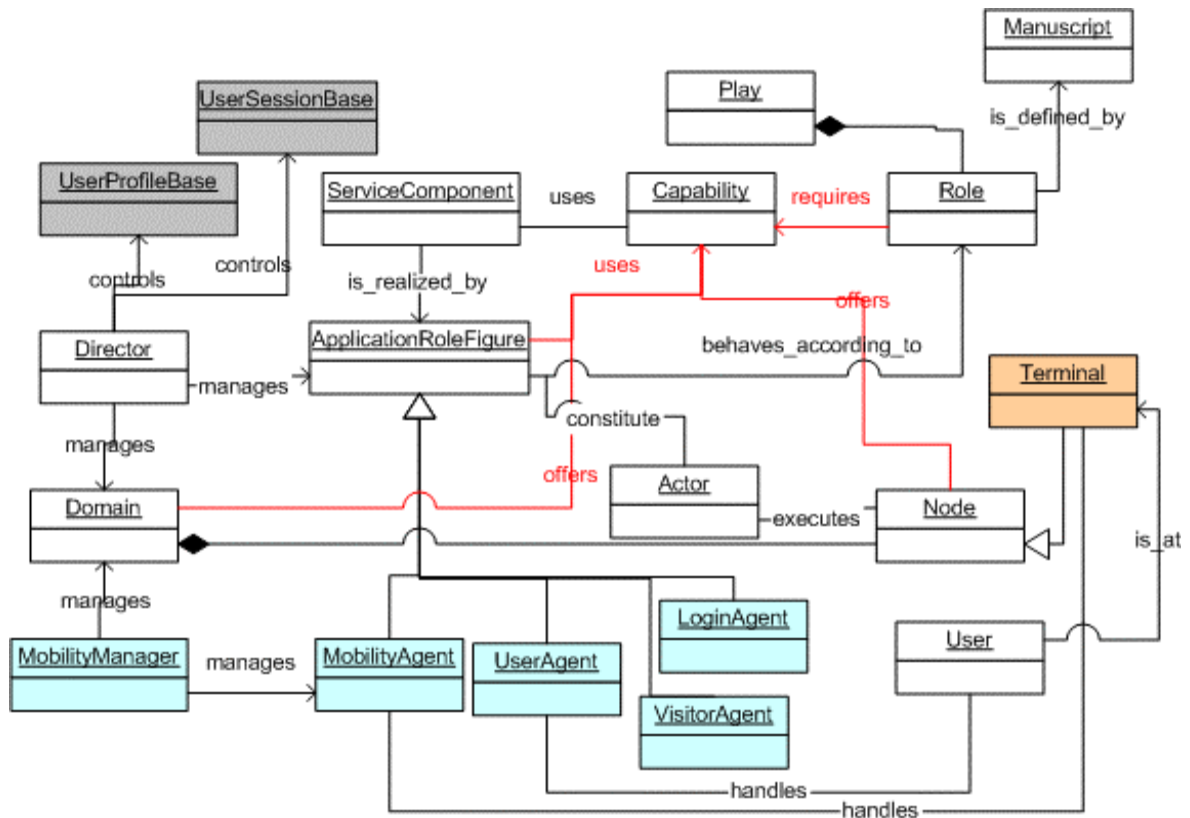 Manuscript
UserSessionBase
Play
is_defined_by
UserProfileBase
ServiceComponent
uses
Capability
requires
Role
controls
controls
is_realized_by
uses
offers
Director
ApplicationRoleFigure
behaves_according_to
manages
Terminal
constitute
manages
offers
Actor
Domain
executes
Node
is_at
manages
LoginAgent
MobilityManager
manages
MobilityAgent
UserAgent
User
VisitorAgent
handles
handles